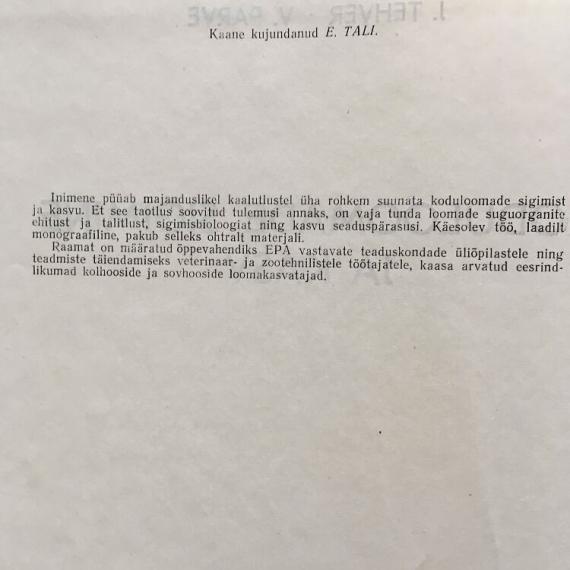 J. TEHVER · V. PARVE
Kaane kujundanud E. TALI.
Inimene püüab majanduslikel kaalutlustel üha rohkem suunata koduloomade sigimist
ja kasvu. Et see taotlus soovitud tulemusi annaks, on vaja tunda loomade suguorganite
ehitust ja talitlust, sigimisbioloogiat ning kasvu seaduspärasusi. Käesolev töö, laadilt
monograafiline, pakub selleks ohtralt materjali.
Raamat on määratud õppevahendiks EPA vastavate teaduskondade üliõpilastele ning
teadmiste täiendamiseks veterinaar- ja zootehnilistele töötajatele, kaasa arvatud eesrind-
likumad kolhooside ja sovhooside loomakasvatajad.